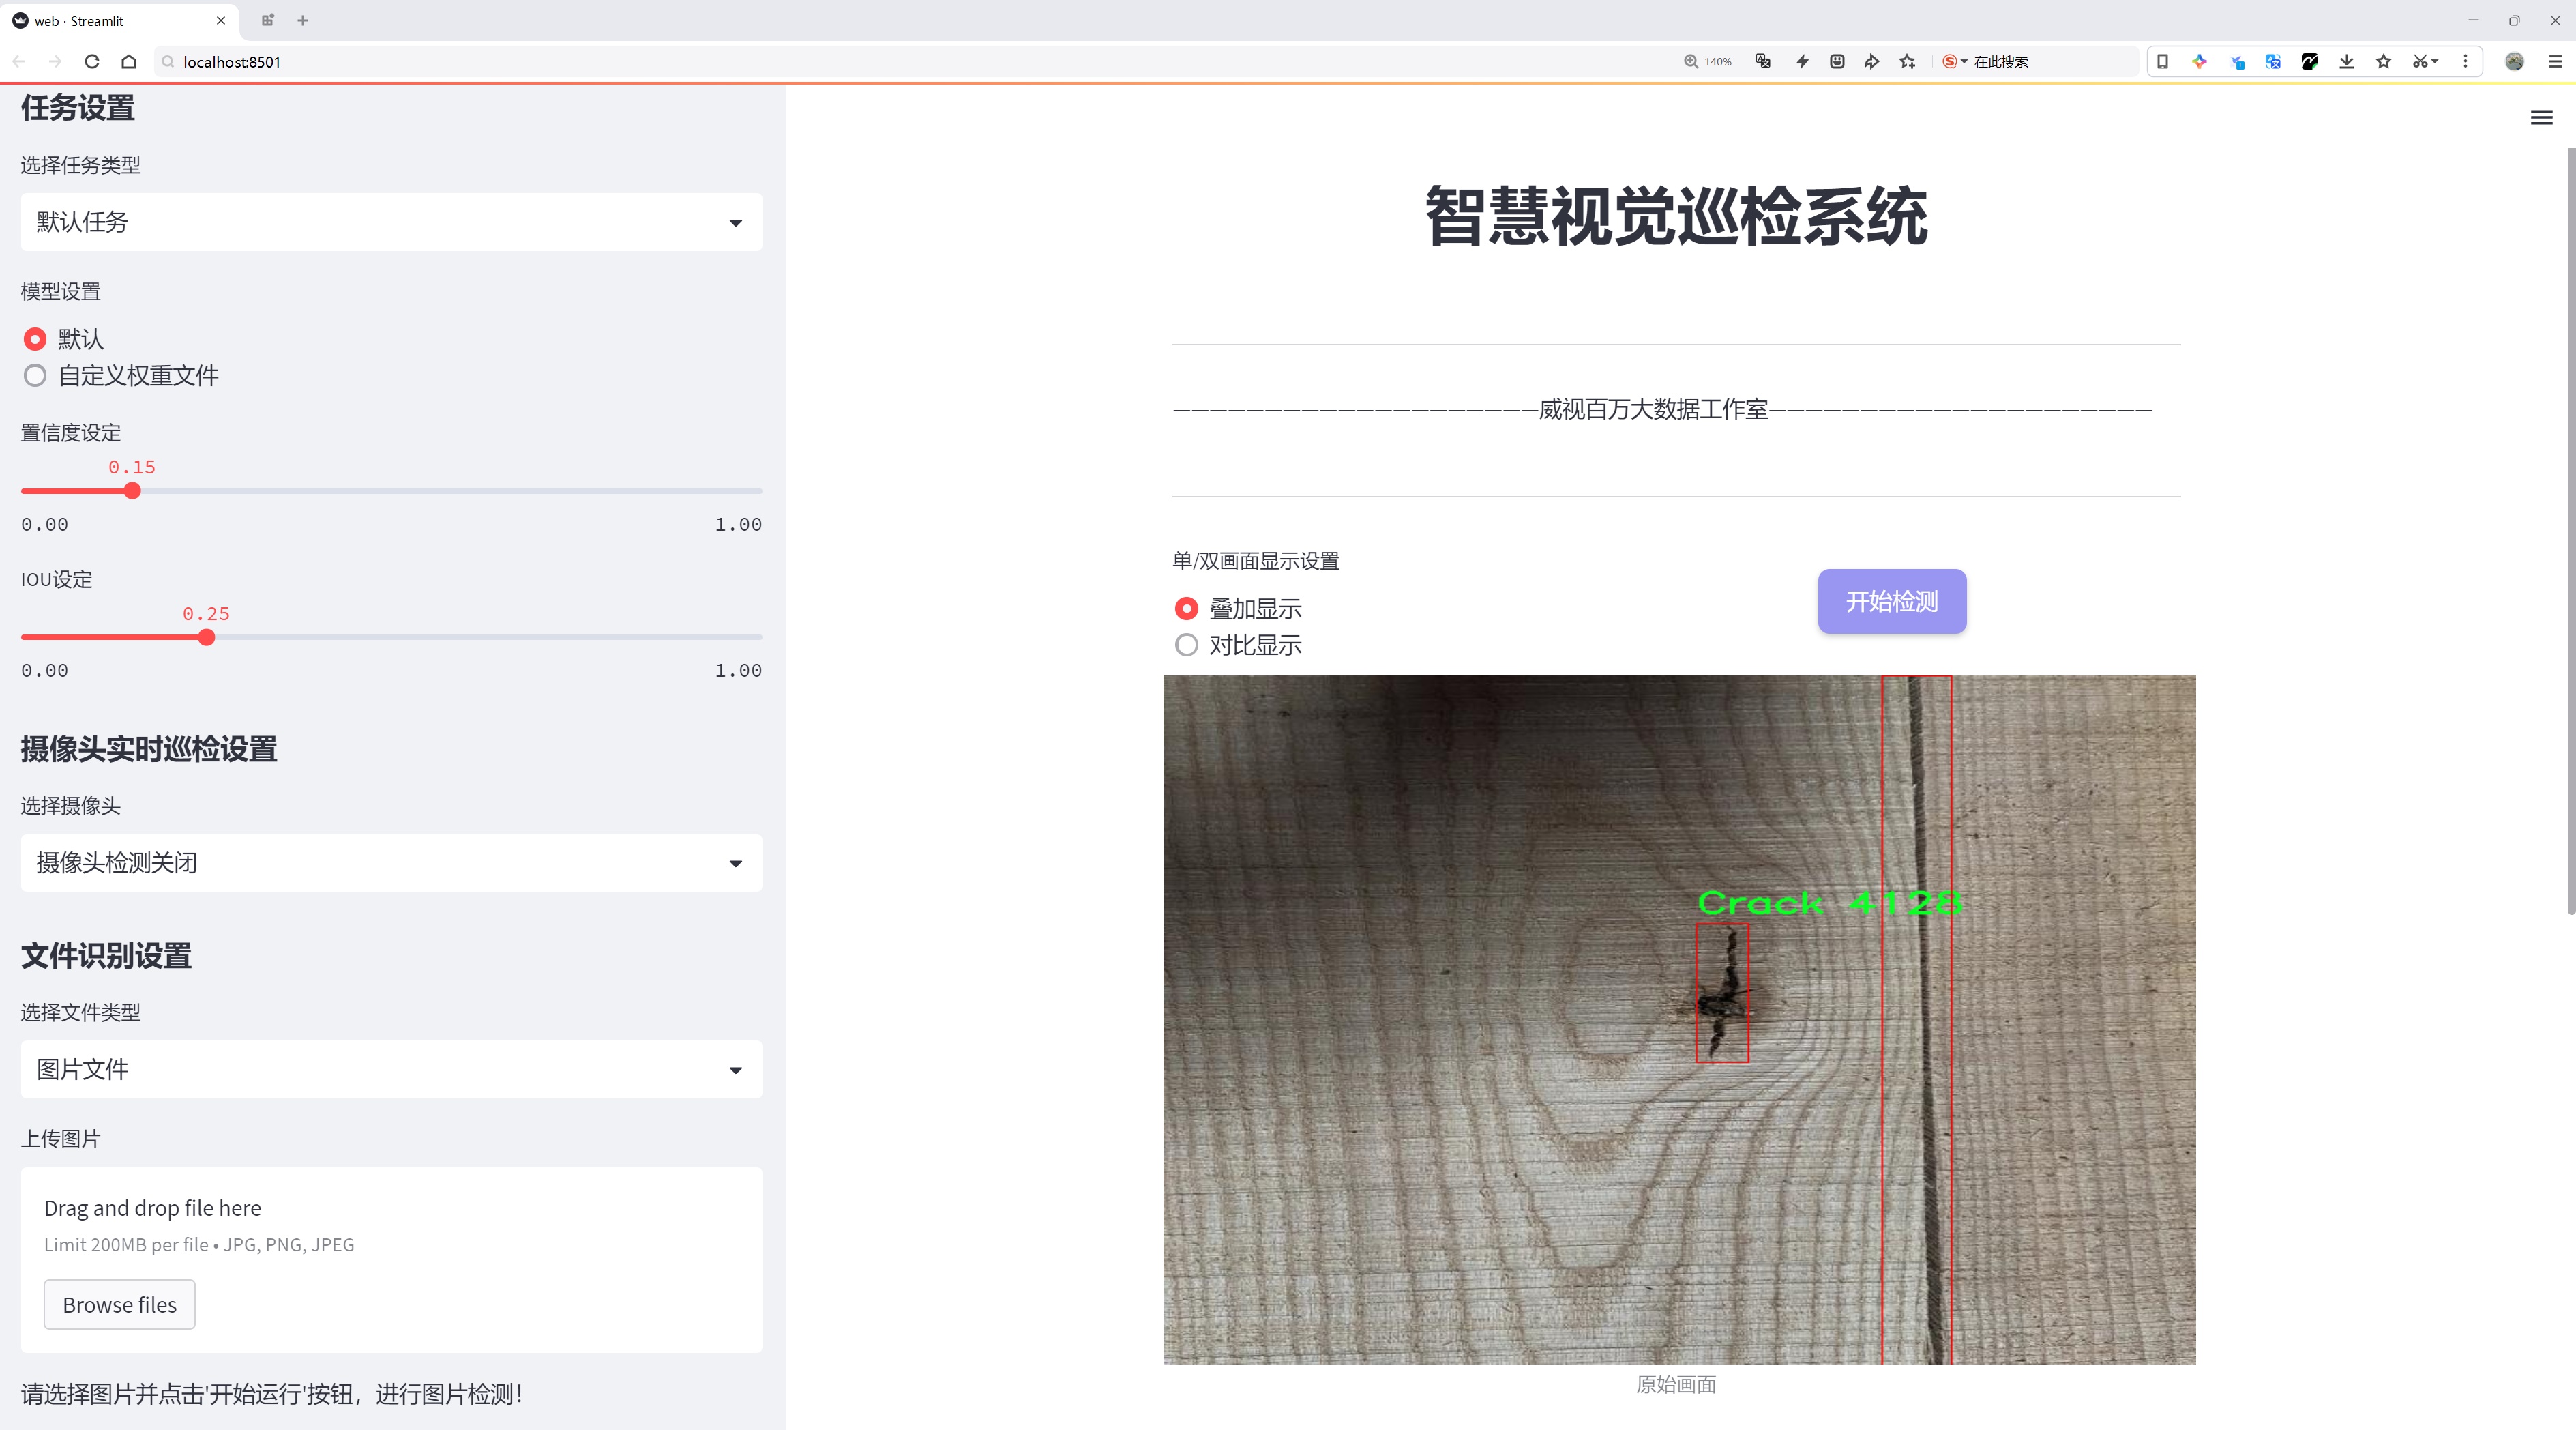 web · Streamlit
localhost:8501
140%
在此搜索
任务设置
选择任务类型
默认任务
模型设置
默认
自定义权重文件
置信度设定
0.15
0.00 1.00
IOU设定
0.25
0.00 1.00
摄像头实时巡检设置
选择摄像头
摄像头检测关闭
文件识别设置
选择文件类型
图片文件
上传图片
Drag and drop file here
Limit 200MB per file • JPG, PNG, JPEG
Browse files
请选择图片并点击'开始运行'按钮，进行图片检测！
智慧视觉巡检系统
————————————————————威视百万大数据工作室—————————————————————
单/双画面显示设置
叠加显示
对比显示
开始检测
Crack 4128
原始画面